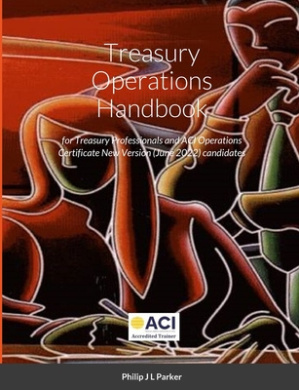 Treasury
Operations
Handbook
for Treasury Professionals and ACI Operations
Certificate New Version (June 2022) candidates
ACI
Accredited Trainer
Philip J L Parker